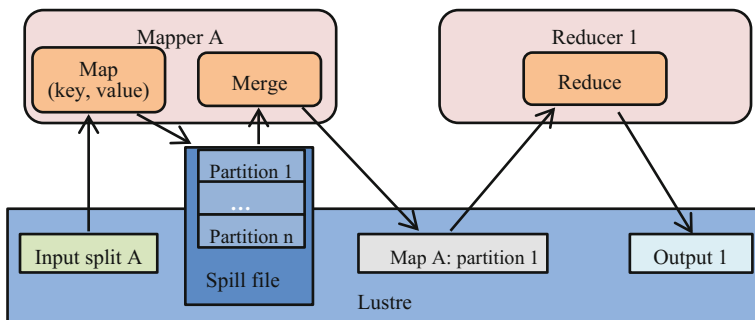 Mapper A
Reducer 1
Map
(key, value)
Merge
Reduce
Partition 1
...
Partition n
Input split A
Map A: partition 1
Output 1
Spill file
Lustre